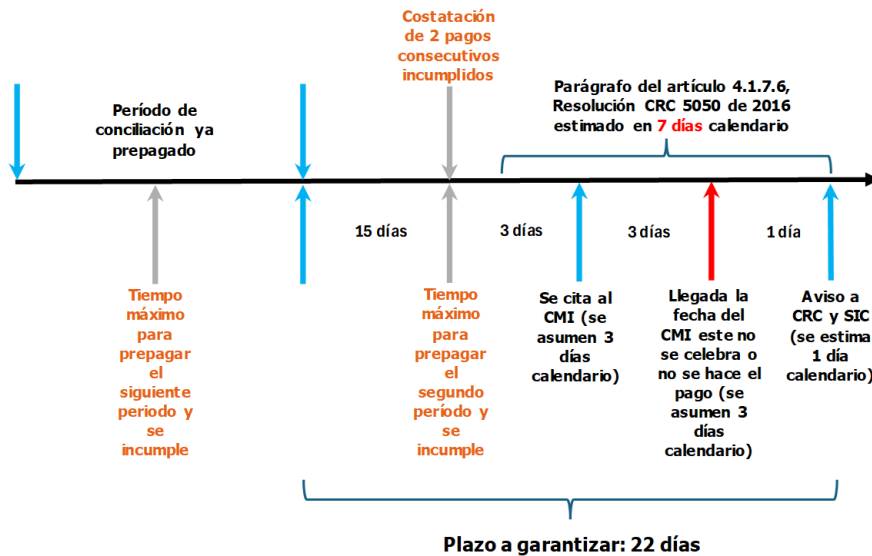 Costatación
de 2 pagos
consecutivos
incumplidos
Parágrafo del artículo 4.1.7.6,
Resolución CRC 5050 de 2016
estimado en 7 días calendario
Período de
conciliación ya
prepagado
15 días
3 días
3 días
1 día
Tiempo
máximo
para
prepagar
el
siguiente
periodo y
se
incumple
Tiempo
máximo
para
prepagar
el
segundo
período y
se
incumple
Se cita al
CMI (se
asumen 3
días
calendario)
Llegada la
fecha del
CMI este no
se celebra o
no se hace el
pago (se
asumen 3
días
calendario)
Aviso a
CRC y SIC
(se estima
1 día
calendario)
Plazo a garantizar: 22 días